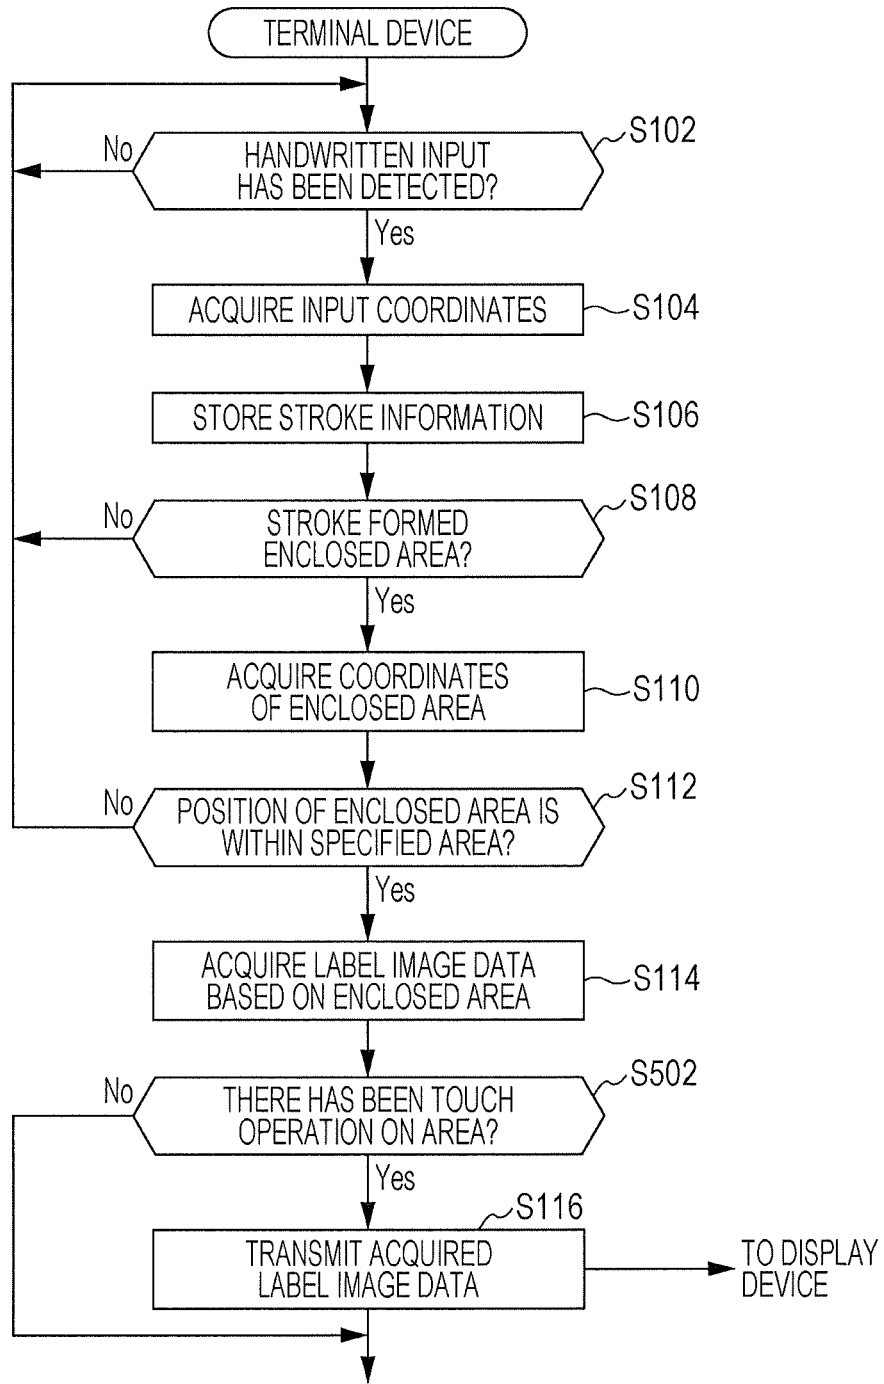 TERMINAL DEVICE
S102
No
HANDWRITTEN INPUT
HAS BEEN DETECTED?
Yes
ACQUIRE INPUT COORDINATES
S104
STORE STROKE INFORMATION
S106
S108
No
STROKE FORMED
ENCLOSED AREA?
Yes
ACQUIRE COORDINATES
OF ENCLOSED AREA
S110
S112
No
POSITION OF ENCLOSED AREA IS
WITHIN SPECIFIED AREA?
Yes
ACQUIRE LABEL IMAGE DATA
BASED ON ENCLOSED AREA
S114
S502
No
THERE HAS BEEN TOUCH
OPERATION ON AREA?
Yes
S116
TRANSMIT ACQUIRED
LABEL IMAGE DATA
TO DISPLAY
DEVICE